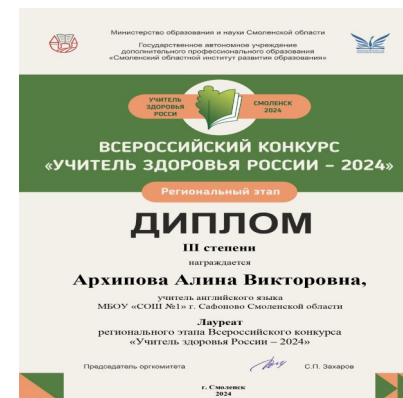 Министерство образования и науки Смоленской области
Государственное автономное учреждение
дополнительного профессионального образования
«Смоленский областной институт развития образования»
УЧИТЕЛЬ
ЗДОРОВЬЯ
РОССИИ
СМОЛЕНСК
2024
ВСЕРОССИЙСКИЙ КОНКУРС
«УЧИТЕЛЬ ЗДОРОВЬЯ РОССИИ – 2024»
Региональный этап
ДИПЛОМ
III степени
награждается
Архипова Алина Викторовна,
учитель английского языка
МБОУ «СОШ №1» г. Сафоново Смоленской области
Лауреат
регионального этапа Всероссийского конкурса
«Учитель здоровья России – 2024»
Председатель оргкомитета
С.П. Захаров
г. Смоленск
2024